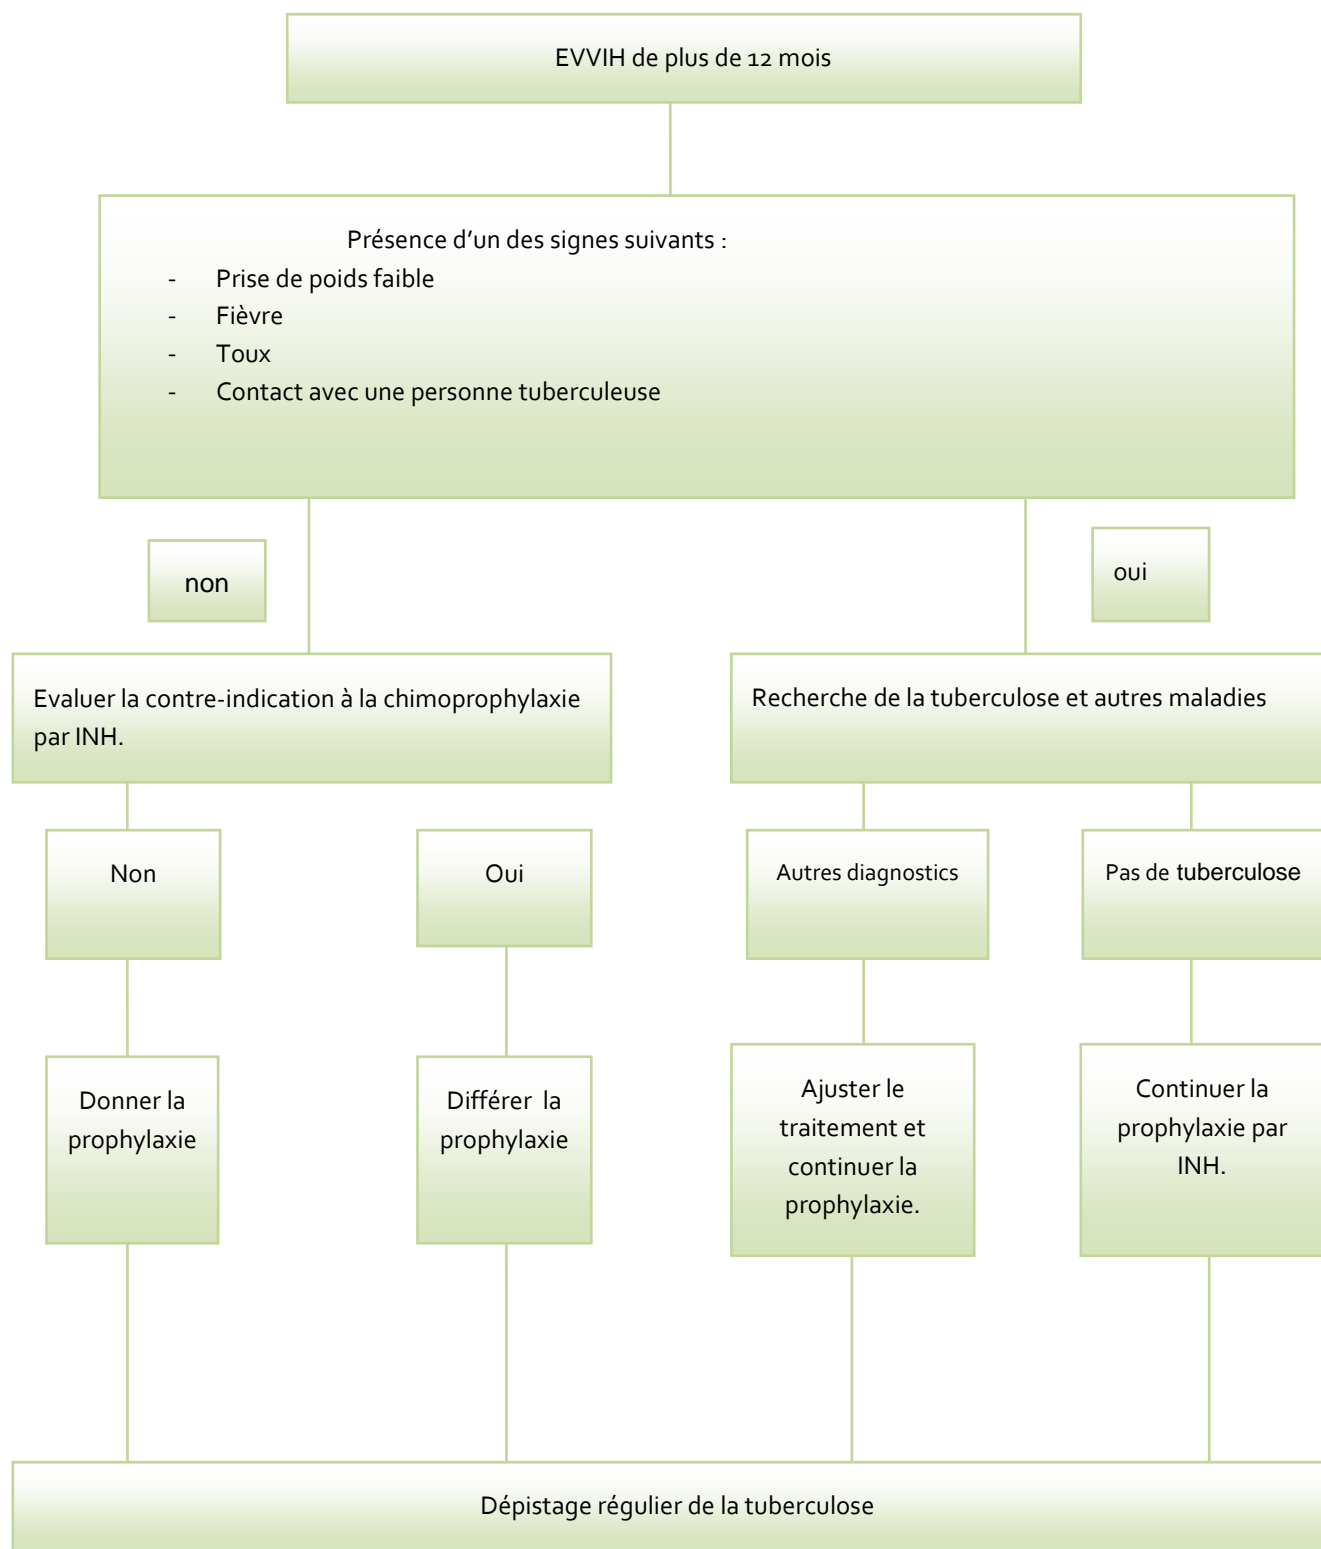 EVVIH de plus de 12 mois
Présence d’un des signes suivants :
- Prise de poids faible
- Fièvre
- Toux
- Contact avec une personne tuberculeuse
non
oui
Evaluer la contre-indication à la chimoprophylaxie
par INH.
Recherche de la tuberculose et autres maladies
Non
Oui
Autres diagnostics
Pas de tuberculose
Donner la
prophylaxie
Différer la
prophylaxie
Ajuster le
traitement et
continuer la
prophylaxie.
Continuer la
prophylaxie par
INH.
Dépistage régulier de la tuberculose